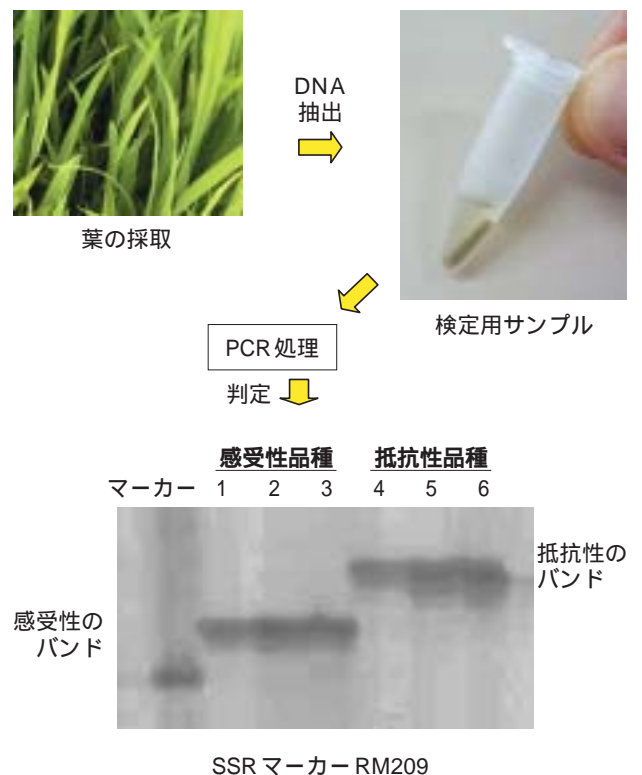 DNA
抽出
葉の採取
検定用サンプル
PCR 処理
判定
感受性品種 抵抗性品種
マーカー 1 2 3 4 5 6
抵抗性の
バンド
感受性の
バンド
SSR マーカー RM209